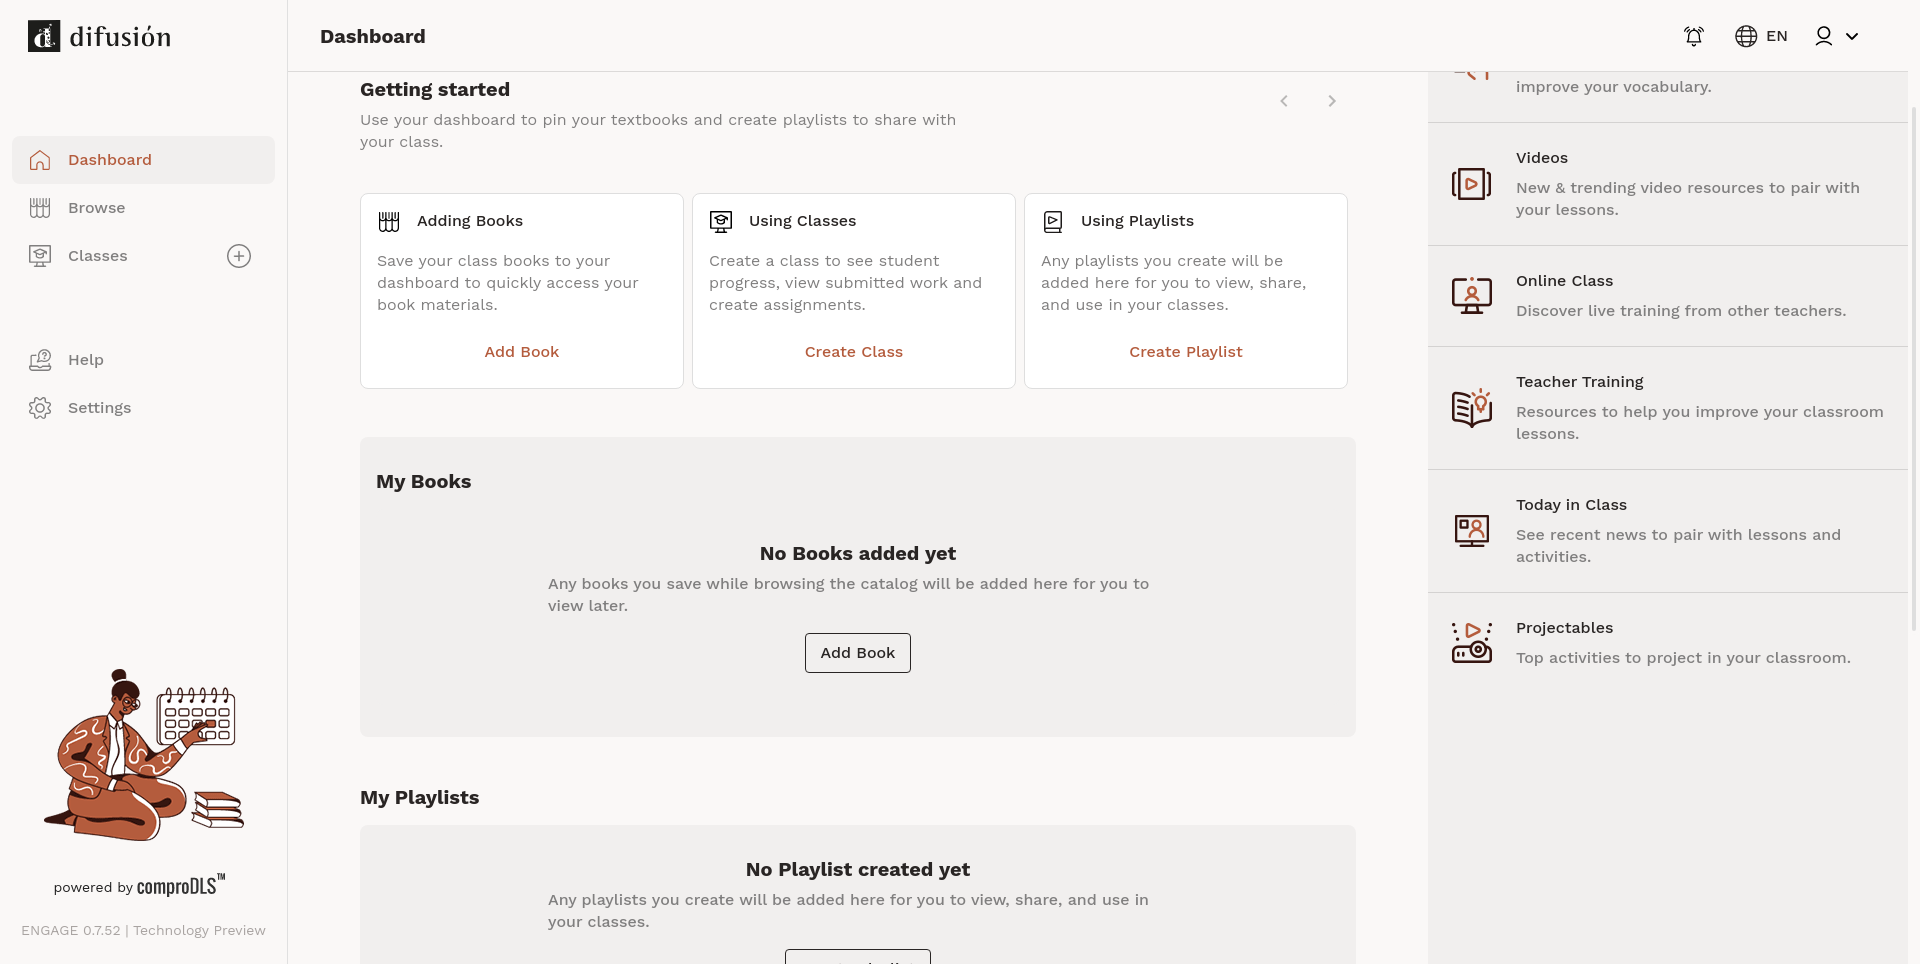 difusión
Dashboard
Browse
Classes
Help
Settings
powered by comproDLS™
ENGAGE 0.7.52 | Technology Preview
Dashboard
EN
Getting started
Use your dashboard to pin your textbooks and create playlists to share with
your class.
Adding Books
Save your class books to your
dashboard to quickly access your
book materials.
Add Book
Using Classes
Create a class to see student
progress, view submitted work and
create assignments.
Create Class
Using Playlists
Any playlists you create will be
added here for you to view, share,
and use in your classes.
Create Playlist
My Books
No Books added yet
Any books you save while browsing the catalog will be added here for you to
view later.
Add Book
My Playlists
No Playlist created yet
Any playlists you create will be added here for you to view, share, and use in
your classes.
improve your vocabulary.
Videos
New & trending video resources to pair with
your lessons.
Online Class
Discover live training from other teachers.
Teacher Training
Resources to help you improve your classroom
lessons.
Today in Class
See recent news to pair with lessons and
activities.
Projectables
Top activities to project in your classroom.